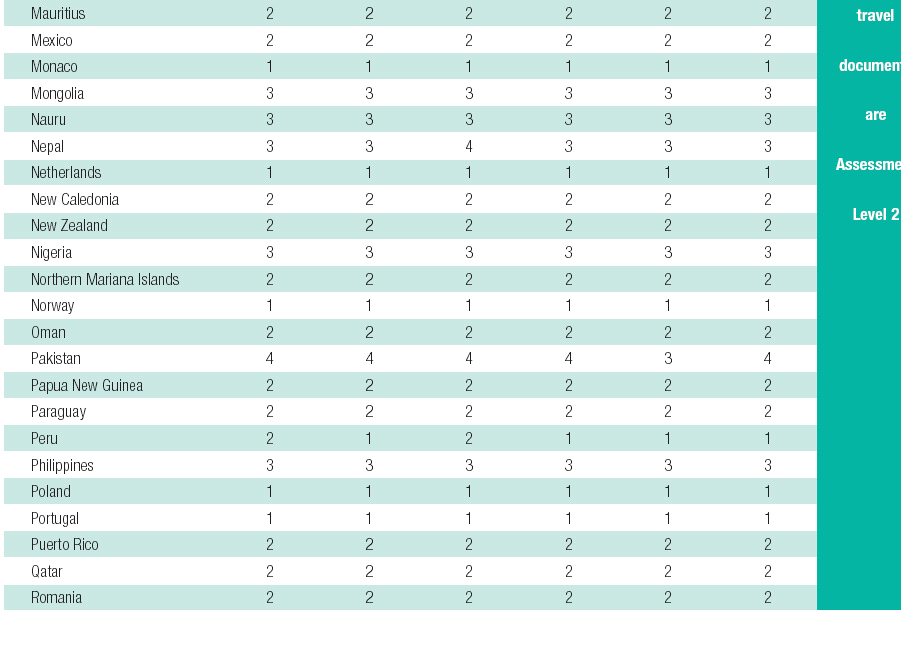 Mauritius 2 2 2 2 2 2
Mexico 2 2 2 2 2 2
Monaco 1 1 1 1 1 1
Mongolia 3 3 3 3 3 3
Nauru 3 3 3 3 3 3
Nepal 3 3 4 3 3 3
Netherlands 1 1 1 1 1 1
New Caledonia 2 2 2 2 2 2
New Zealand 2 2 2 2 2 2
Nigeria 3 3 3 3 3 3
Northern Mariana Islands 2 2 2 2 2 2
Norway 1 1 1 1 1 1
Oman 2 2 2 2 2 2
Pakistan 4 4 4 4 3 4
Papua New Guinea 2 2 2 2 2 2
Paraguay 2 2 2 2 2 2
Peru 2 1 2 1 1 1
Philippines 3 3 3 3 3 3
Poland 1 1 1 1 1 1
Portugal 1 1 1 1 1 1
Puerto Rico 2 2 2 2 2 2
Qatar 2 2 2 2 2 2
Romania 2 2 2 2 2 2
travel
documen
are
Assessme
Level 2